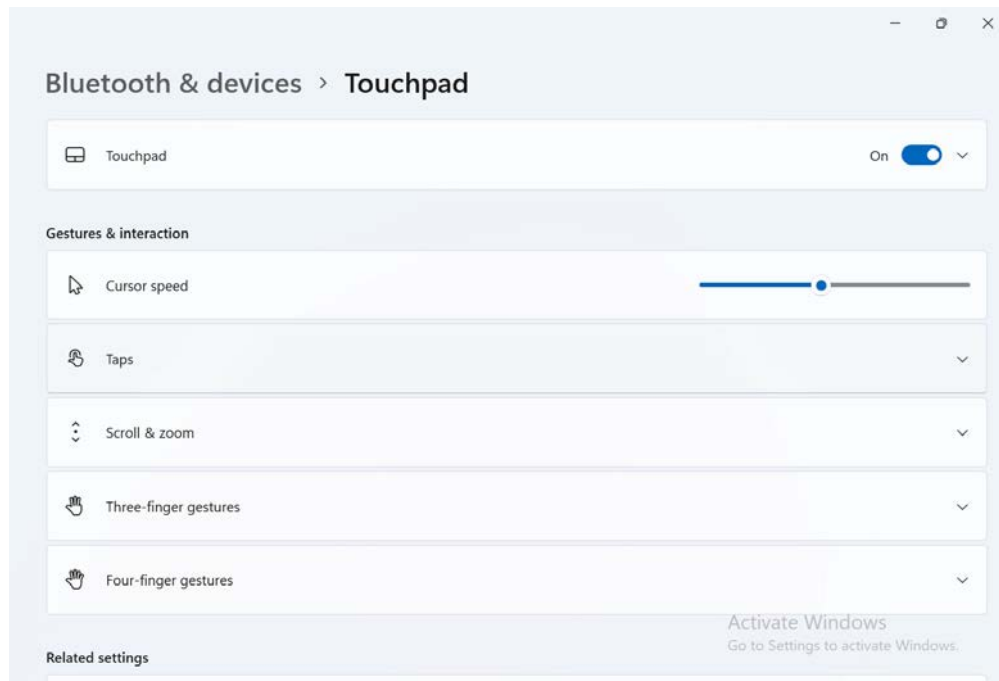 Bluetooth & devices > Touchpad
Touchpad On
Gestures & interaction
Cursor speed
Taps
Scroll & zoom
Three-finger gestures
Four-finger gestures
Activate Windows
Go to Settings to activate Windows.
Related settings